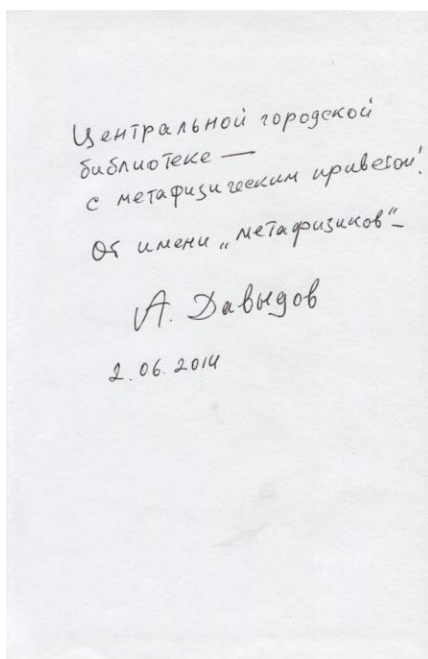 Центральной городской
библиотеке —
с метафизическим приветом!
От имени „метафизиков“ –
А. Давыдов
2.06.2014